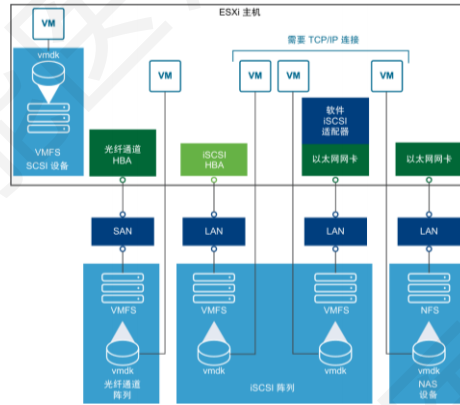 ESXi 主机
需要 TCP/IP 连接
VM
VM
VM
VM
VM
vmdk
VMFS
SCSI 设备
光纤通道
HBA
iSCSI
HBA
软件
iSCSI
适配器
以太网网卡
以太网网卡
SAN
LAN
LAN
LAN
VMFS
VMFS
VMFS
NFS
vmdk
vmdk
vmdk
vmdk
光纤通道
阵列
iSCSI 阵列
NAS
设备